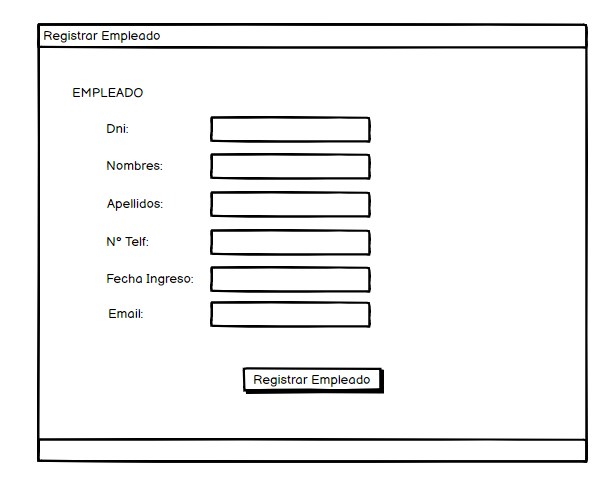 Registrar Empleado
EMPLEADO
Dni:
Nombres:
Apellidos:
N° Telf:
Fecha Ingreso:
Email:
Registrar Empleado